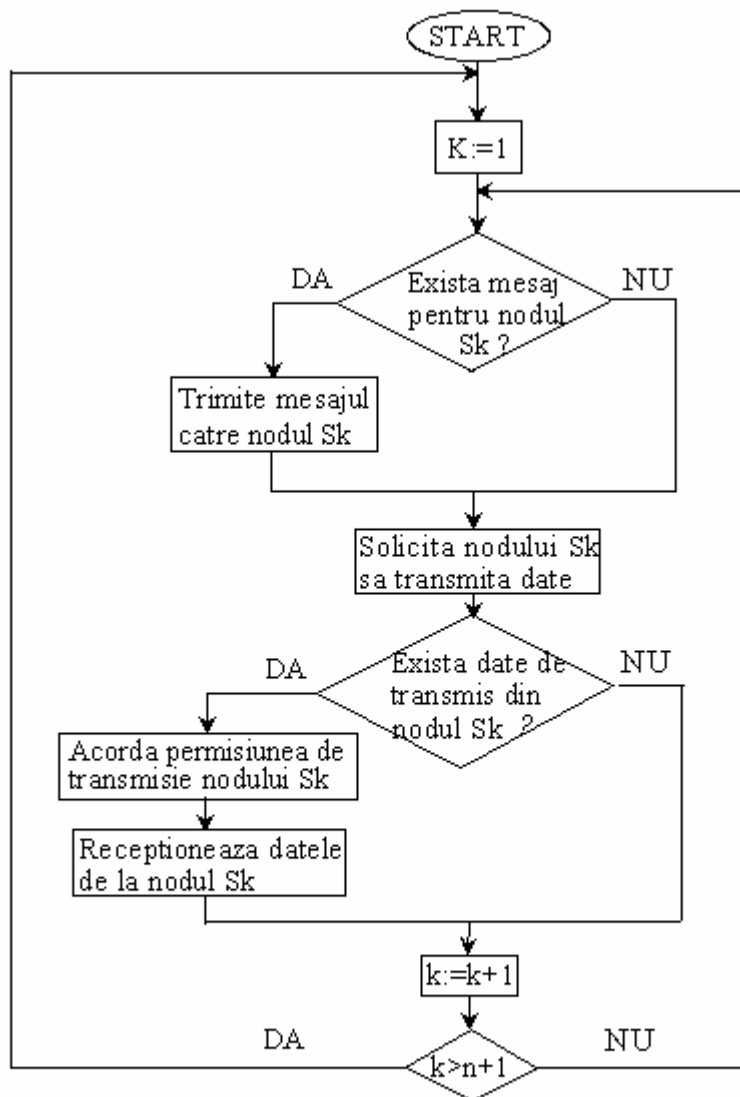 START
K:=1
DA
NU
Exista mesaj
pentru nodul
Sk ?
Trimite mesajul
catre nodul Sk
Solicita nodului Sk
sa transmita date
DA
NU
Exista date de
transmis din
nodul Sk ?
Acorda permisiunea de
transmisie nodului Sk
Receptioneaza datele
de la nodul Sk
k:=k+1
DA
k>n+1
NU